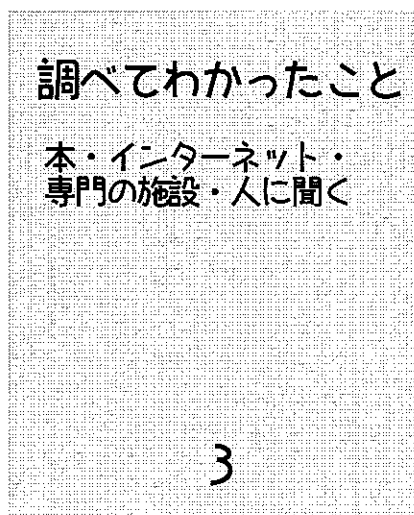 調べてわかったこと
本・インターネット・
専門の施設・人に聞く
3